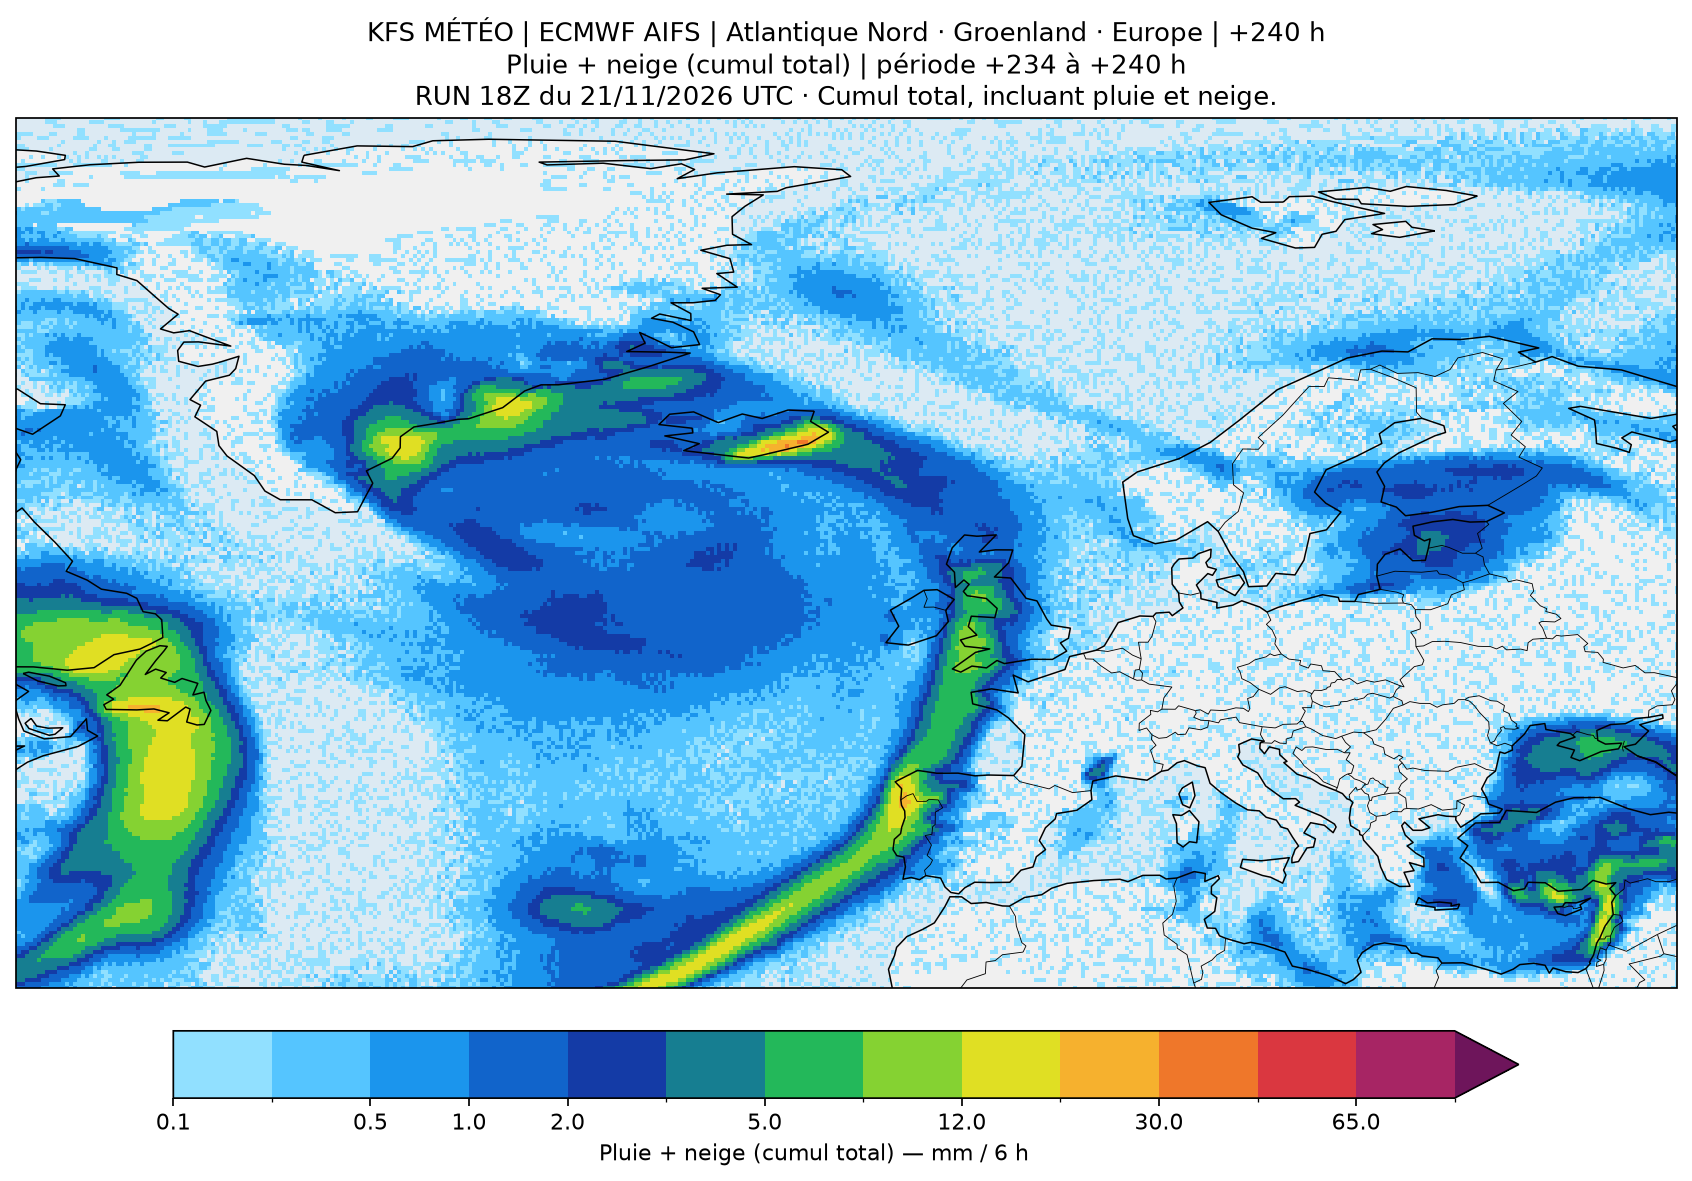 KFS MÉTÉO | ECMWF AIFS | Atlantique Nord · Groenland · Europe | +240 h
Pluie + neige (cumul total) | période +234 à +240 h
RUN 18Z du 21/11/2026 UTC · Cumul total, incluant pluie et neige.
0.1 0.5 1.0 2.0 5.0 12.0 30.0 65.0
Pluie + neige (cumul total) — mm / 6 h